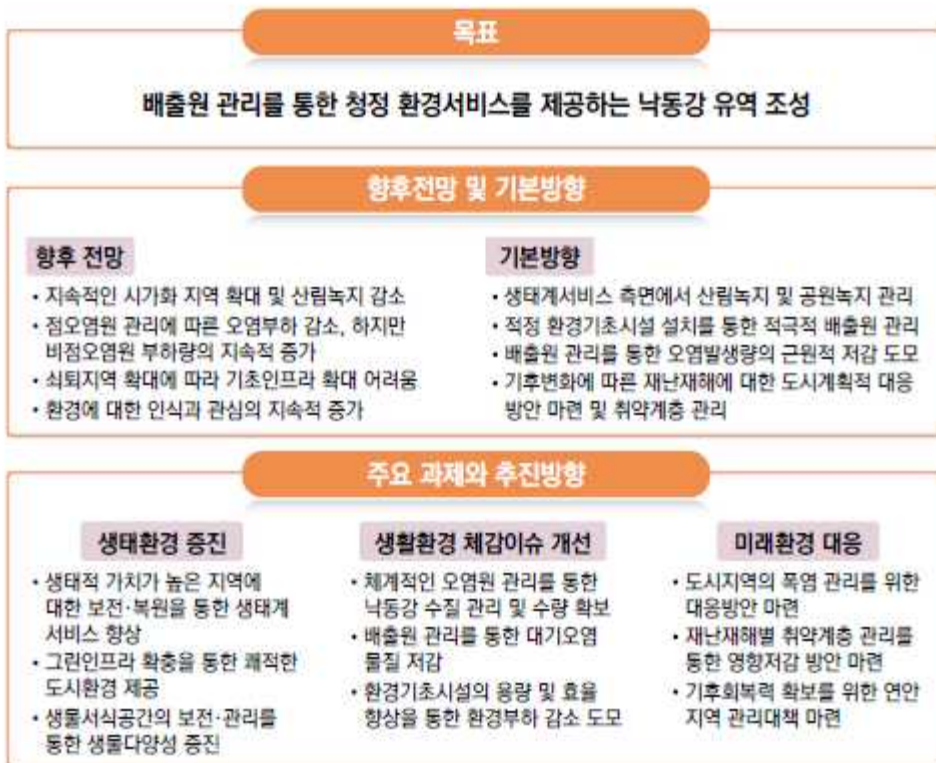 목표
배출원 관리를 통한 청정 환경서비스를 제공하는 낙동강 유역 조성
향후전망 및 기본방향
향후 전망
• 지속적인 시가화 지역 확대 및 산림녹지 감소
• 점오염원 관리에 따른 오염부하 감소, 하지만
비점오염원 부하량의 지속적 증가
• 쇠퇴지역 확대에 따라 기초인프라 확대 어려움
• 환경에 대한 인식과 관심의 지속적 증가
기본방향
• 생태계서비스 측면에서 산림녹지 및 공원녹지 관리
• 적정 환경기초시설 설치를 통한 적극적 배출원 관리
• 배출원 관리를 통한 오염발생량의 근원적 저감 도모
• 기후변화에 따른 재난재해에 대한 도시계획적 대응
방안 마련 및 취약계층 관리
주요 과제와 추진방향
생태환경 증진
• 생태적 가치가 높은 지역에
대한 보전·복원을 통한 생태계
서비스 향상
• 그린인프라 확충을 통한 쾌적한
도시환경 제공
• 생물서식공간의 보전·관리를
통한 생물다양성 증진
생활환경 체감이슈 개선
• 체계적인 오염원 관리를 통한
낙동강 수질 관리 및 수량 확보
• 배출원 관리를 통한 대기오염
물질 저감
• 환경기초시설의 용량 및 효율
향상을 통한 환경부하 감소 도모
미래환경 대응
• 도시지역의 폭염 관리를 위한
대응방안 마련
• 재난재해별 취약계층 관리를
통한 영향저감 방안 마련
• 기후회복력 확보를 위한 연안
지역 관리대책 마련